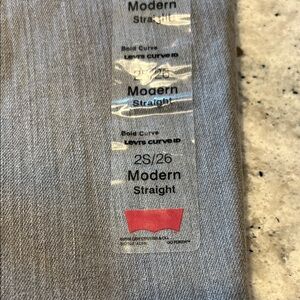 Modern
Straight
Bold Curve
LEVI'S CURVE ID
Modern
Straight
Bold Curve
LEVI'S CURVE ID
2S/26
Modern
Straight